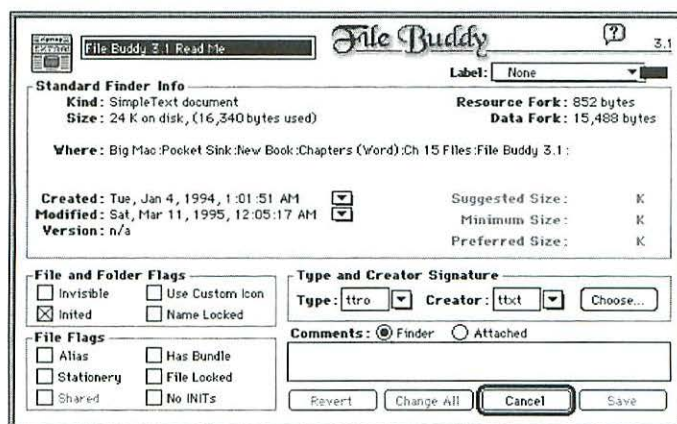 File Buddy 3.1 Read Me
File Buddy
?
3.1
Label: None
Standard Finder Info
Kind: SimpleText document
Size: 24 K on disk, (16,340 bytes used)
Resource Fork: 852 bytes
Data Fork: 15,488 bytes
Where: Big Mac:Pocket Sink:New Book:Chapters (Word):Ch 15 Files:File Buddy 3.1:
Created: Tue, Jan 4, 1994, 1:01:51 AM
Modified: Sat, Mar 11, 1995, 12:05:17 AM
Version: n/a
Suggested Size: K
Minimum Size: K
Preferred Size: K
File and Folder Flags
Invisible
Use Custom Icon
Inited
Name Locked
File Flags
Alias
Has Bundle
Stationery
File Locked
Shared
No INITs
Type and Creator Signature
Type: ttro Creator: ttxt Choose...
Comments: Finder Attached
Revert Change All Cancel Save